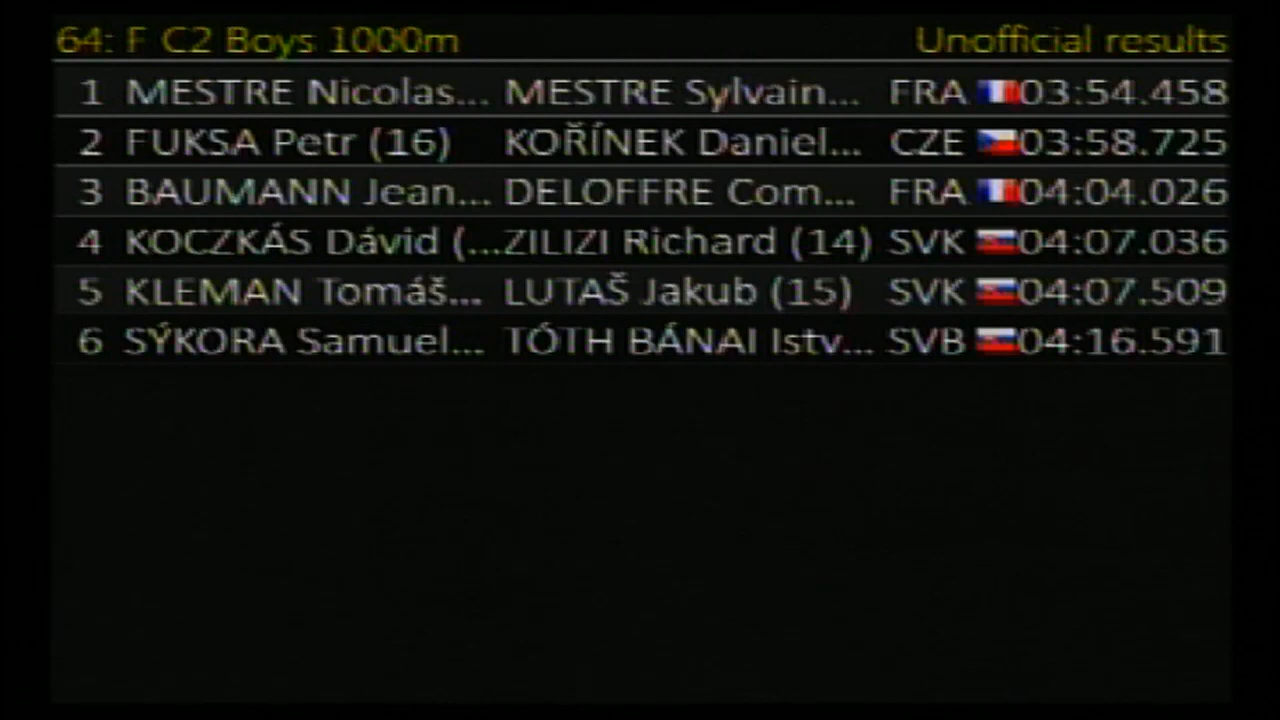 64: F C2 Boys 1000m Unofficial results
1 MESTRE Nicolas... MESTRE Sylvain... FRA 03:54.458
2 FUKSA Petr (16) KOŘÍNEK Daniel... CZE 03:58.725
3 BAUMANN Jean... DELOFFRE Com... FRA 04:04.026
4 KOCZKÁS Dávid (... ZILIZI Richard (14) SVK 04:07.036
5 KLEMAN Tomáš... LUTAŠ Jakub (15) SVK 04:07.509
6 SÝKORA Samuel... TÓTH BÁNAI Istv... SVB 04:16.591